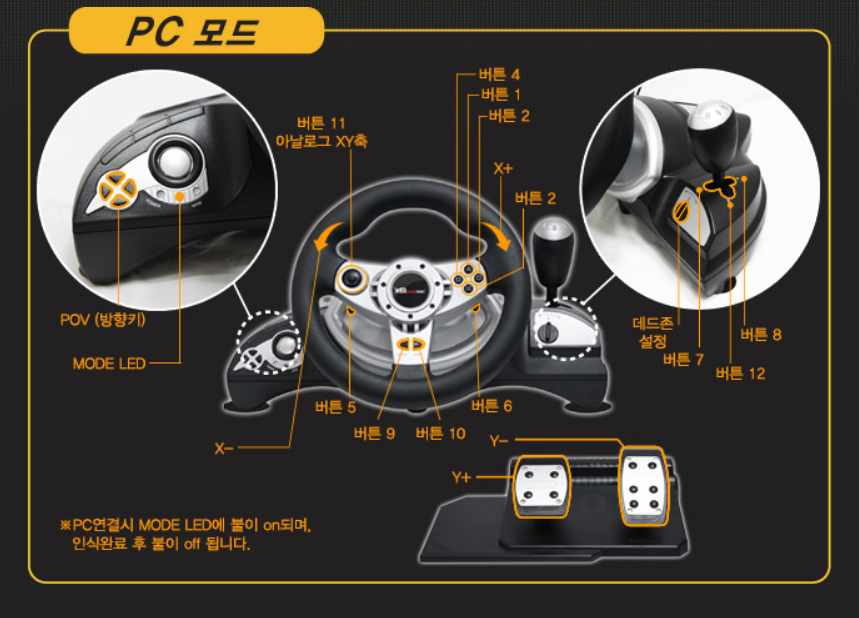 PC 모드
버튼 4
버튼 1
버튼 2
버튼 11
아날로그 XY축
X+
버튼 2
POV (방향키)
MODE LED
데드존
설정
버튼 8
버튼 7
버튼 12
버튼 5
버튼 6
버튼 9
버튼 10
X-
Y-
Y+
※PC연결시 MODE LED에 불이 on되며,
인식완료 후 불이 off 됩니다.